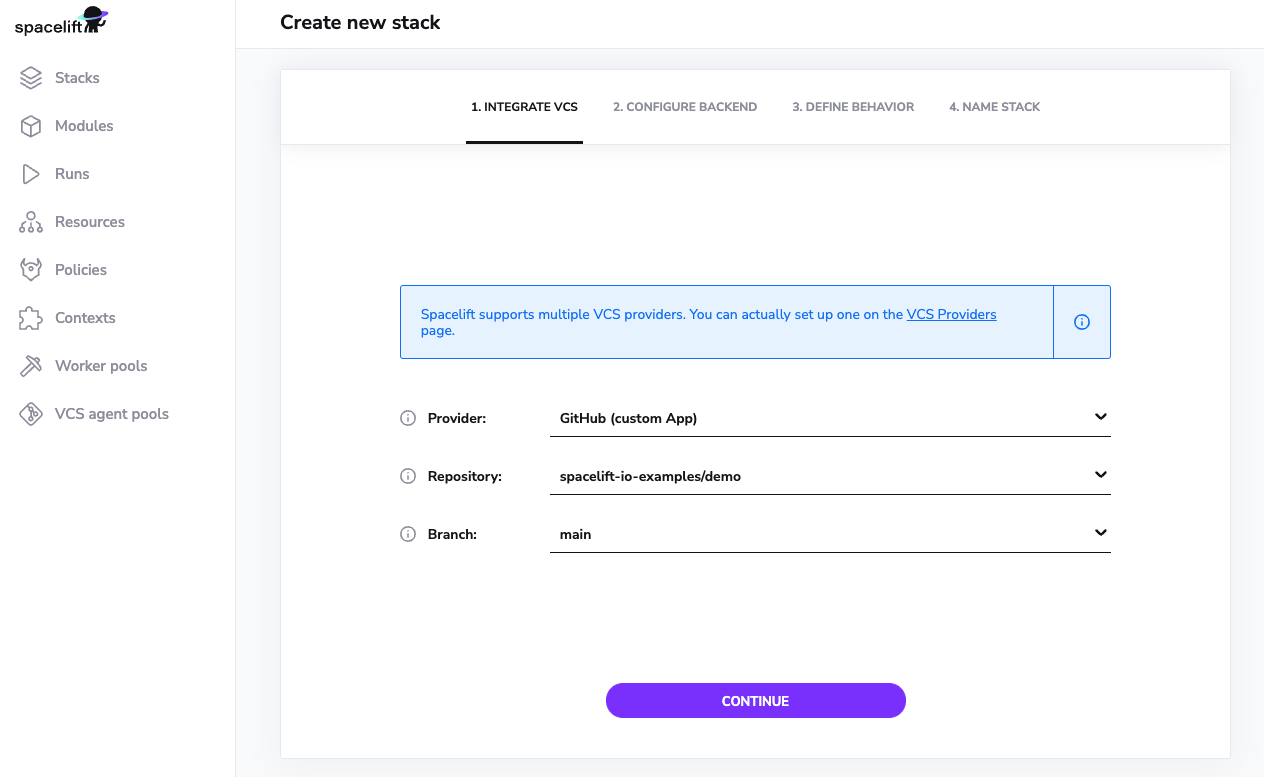 spacelift
Create new stack
Stacks
Modules
Runs
Resources
Policies
Contexts
Worker pools
VCS agent pools
1. INTEGRATE VCS
2. CONFIGURE BACKEND
3. DEFINE BEHAVIOR
4. NAME STACK
Spacelift supports multiple VCS providers. You can actually set up one on the VCS Providers
page.
Provider: GitHub (custom App)
Repository: spacelift-io-examples/demo
Branch: main
CONTINUE